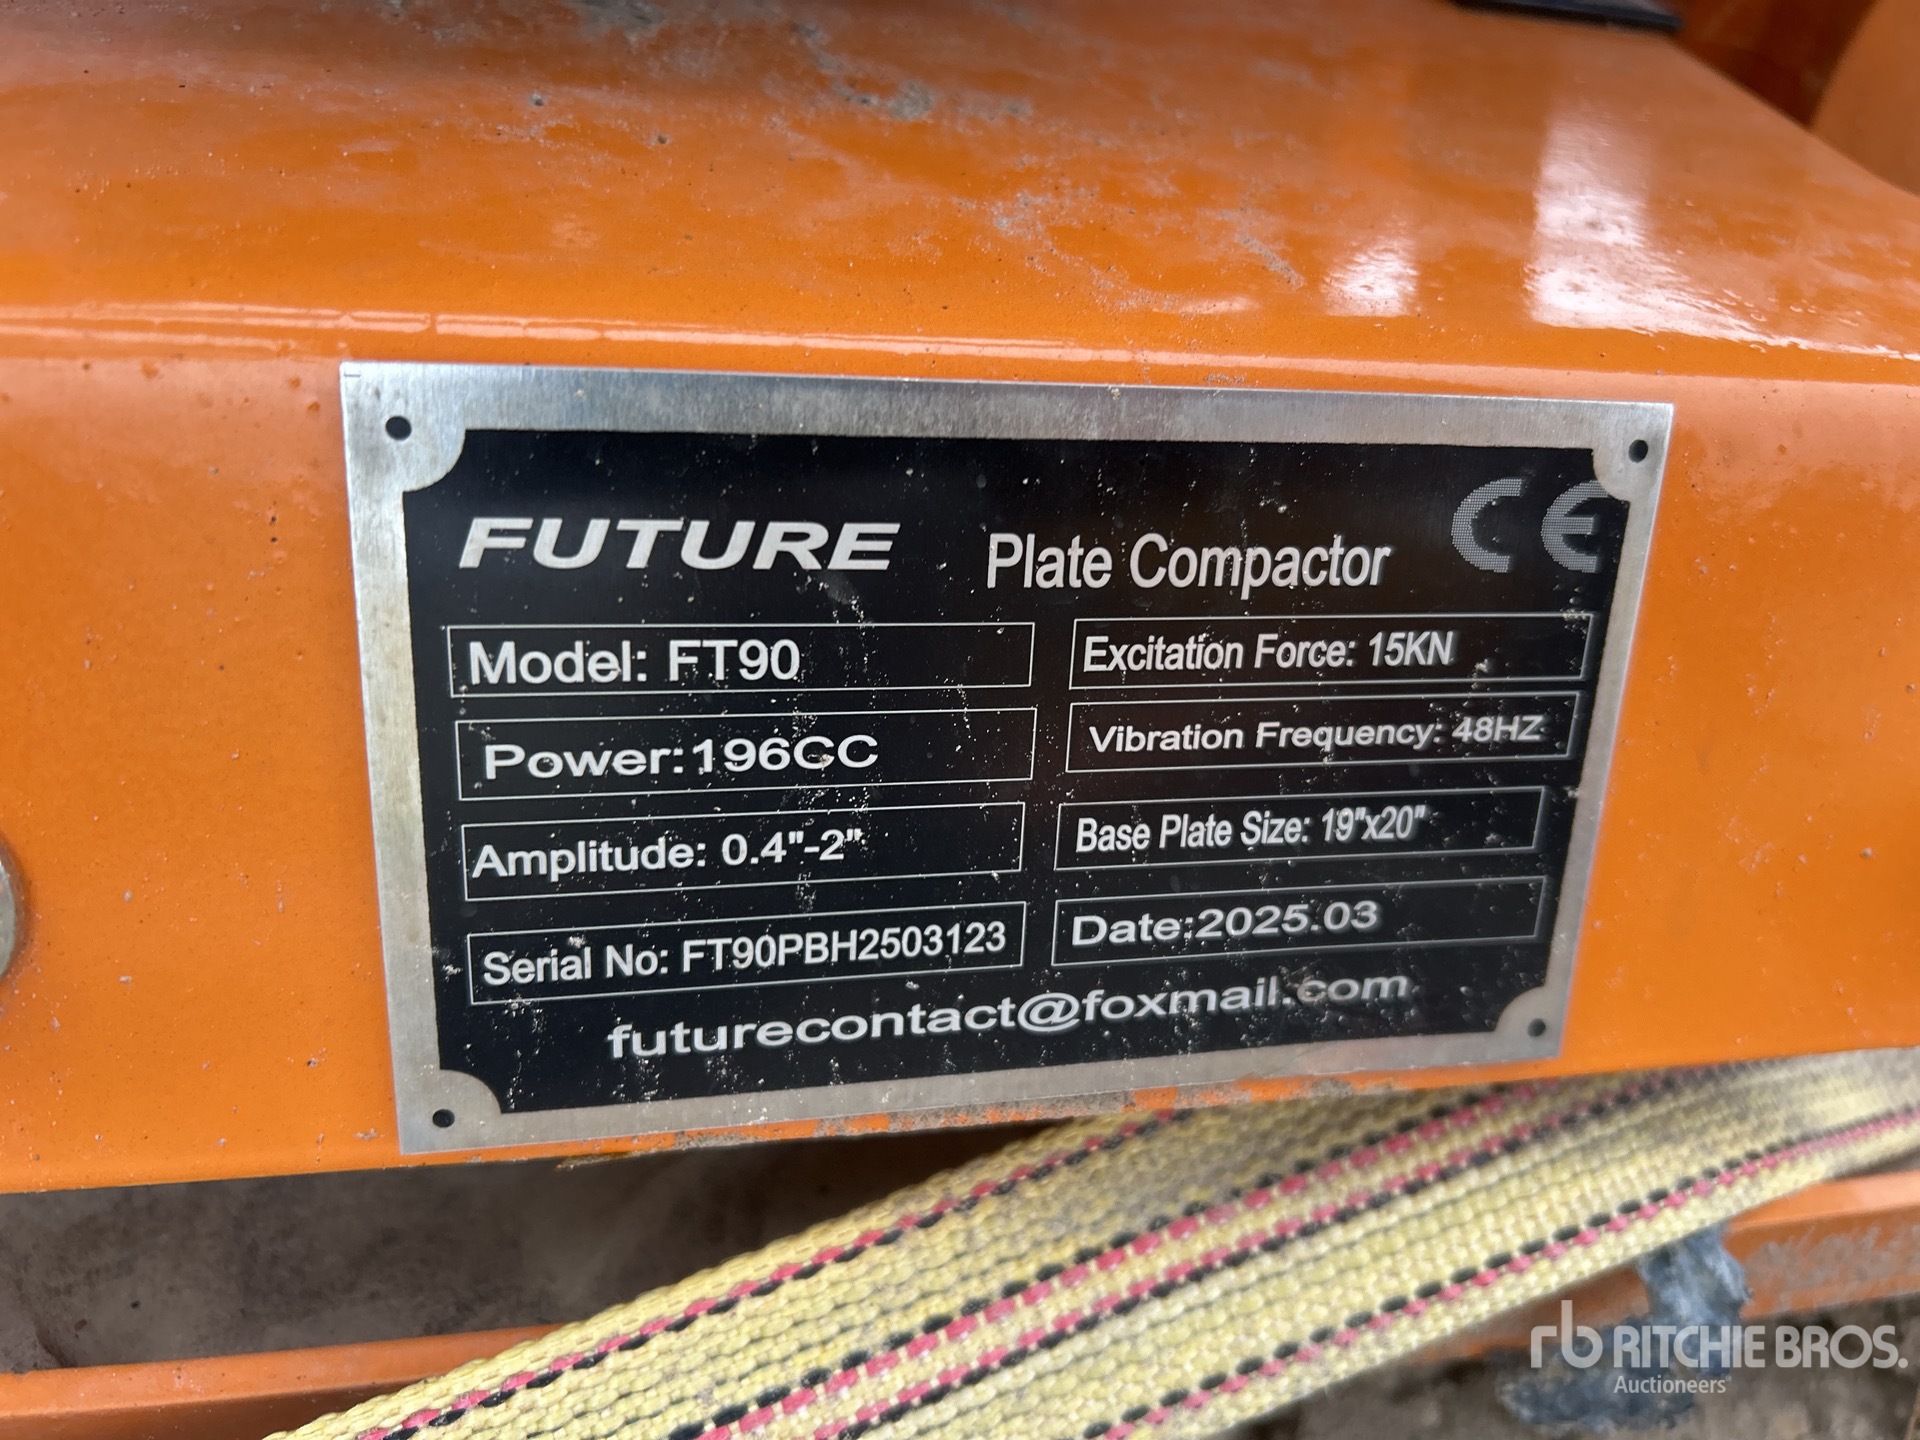 FUTURE Plate Compactor CE
Model: FT90
Excitation Force: 15KN
Power:196CC
Vibration Frequency: 48HZ
Amplitude: 0.4"-2"
Base Plate Size: 19"x20"
Serial No: FT90PBH2503123
Date:2025.03
futurecontact@foxmail.com
rb RITCHIE BROS.
Auctioneers